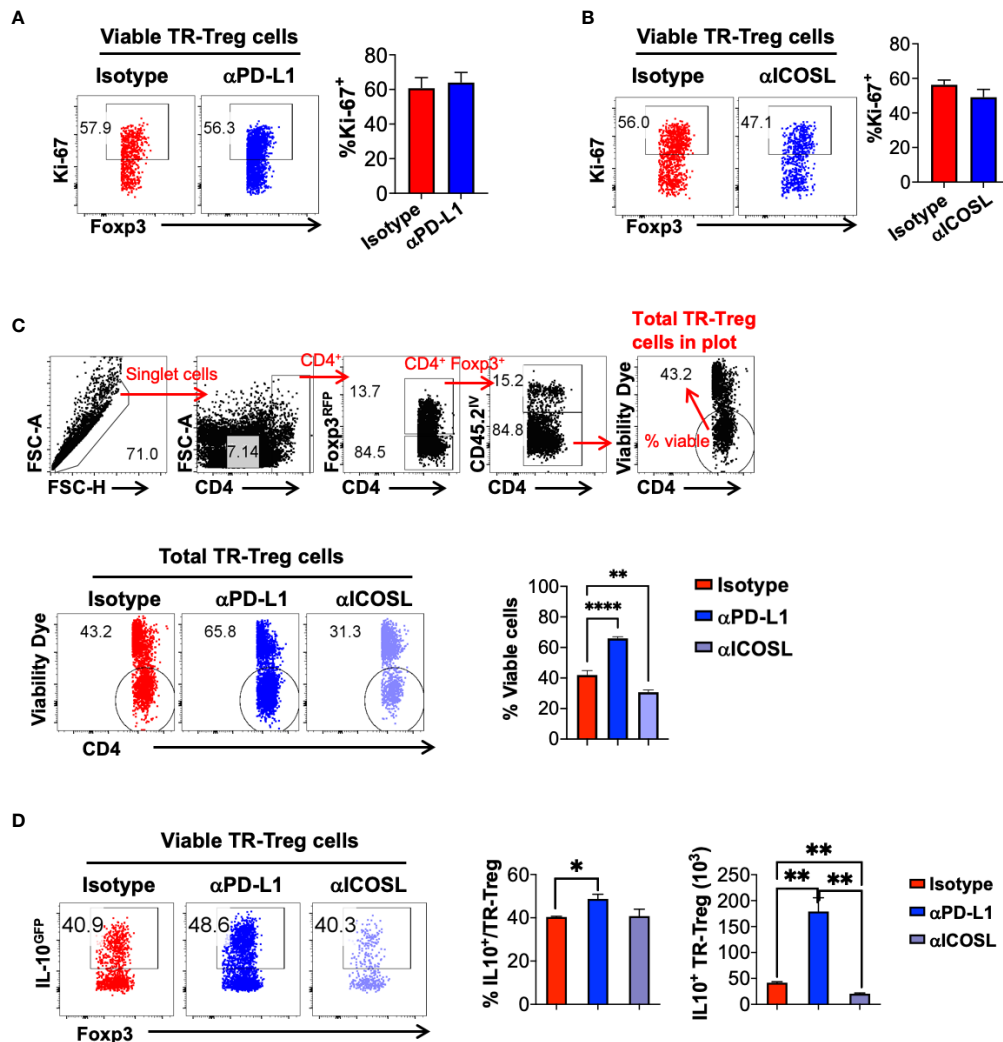 A
Viable TR-Treg cells
Isotype αPD-L1
57.9
56.3
Ki-67
Foxp3
%Ki-67+
80
60
40
20
0
Isotype
αPD-L1
B
Viable TR-Treg cells
Isotype αICOSL
56.0
47.1
Ki-67
Foxp3
%Ki-67+
80
60
40
20
0
Isotype
αICOSL
C
Singlet cells
FSC-A
71.0
FSC-H
CD4+
FSC-A
7.14
CD4
CD4+ Foxp3+
Foxp3RFP
13.7
84.5
CD4
CD45.2IV
15.2
84.8
CD4
Total TR-Treg
cells in plot
Viability Dye
43.2
% viable
CD4
Total TR-Treg cells
Isotype αPD-L1 αICOSL
43.2
65.8
31.3
Viability Dye
CD4
% Viable cells
100
80
60
40
20
0
**
****
Isotype
αPD-L1
αICOSL
D
Viable TR-Treg cells
Isotype αPD-L1 αICOSL
40.9
48.6
40.3
IL-10GFP
Foxp3
% IL10+/TR-Treg
60
40
20
0
*
IL10+ TR-Treg (103)
250
200
150
100
50
0
**
** **
Isotype
αPD-L1
αICOSL